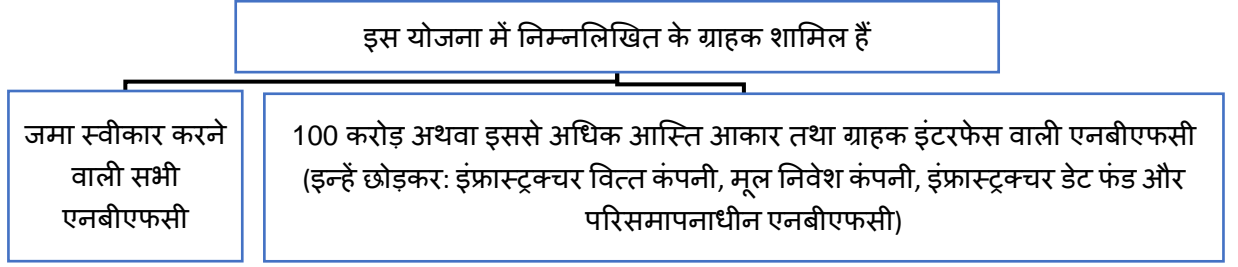 इस योजना में निम्नलिखित के ग्राहक शामिल हैं
जमा स्वीकार करने
वाली सभी
एनबीएफसी
100 करोड़ अथवा इससे अधिक आस्ति आकार तथा ग्राहक इंटरफेस वाली एनबीएफसी
(इन्हें छोड़कर: इंफ्रास्ट्रक्चर वित्त कंपनी, मूल निवेश कंपनी, इंफ्रास्ट्रक्चर डेट फंड और
परिसमापनाधीन एनबीएफसी)